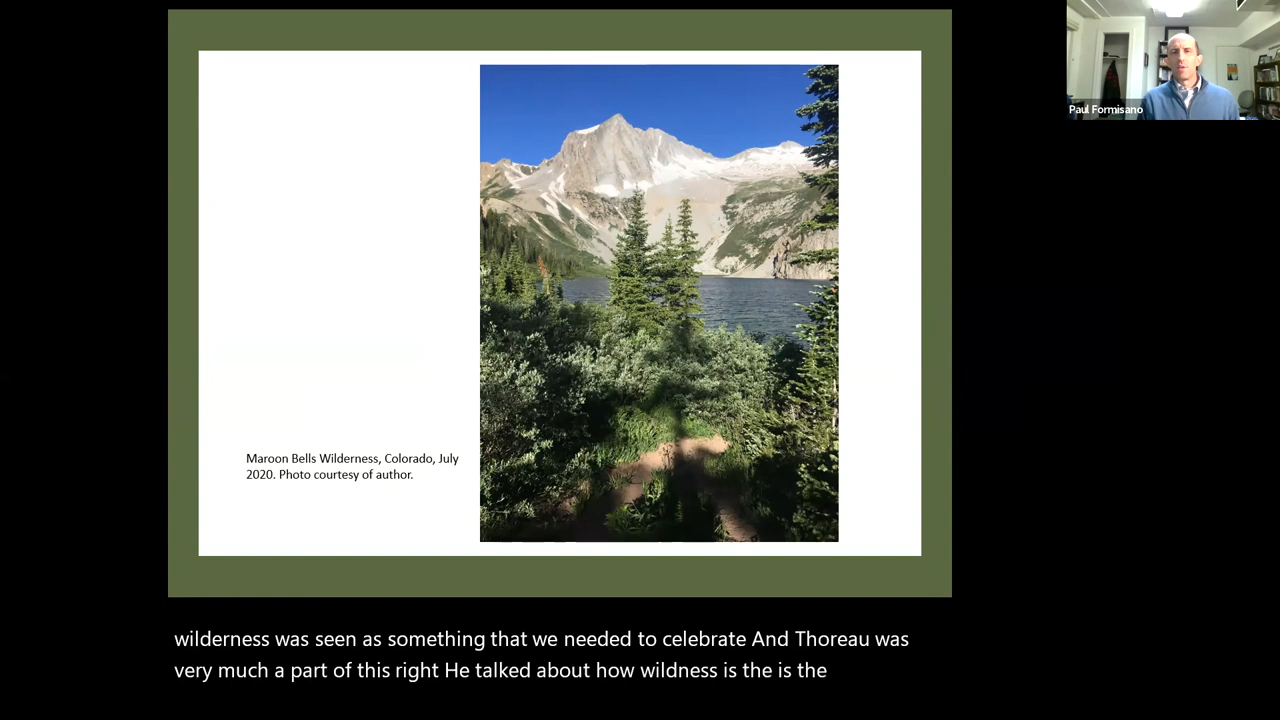 Paul Formisano
Maroon Bells Wilderness, Colorado, July
2020. Photo courtesy of author.
wilderness was seen as something that we needed to celebrate And Thoreau was
very much a part of this right He talked about how wildness is the is the